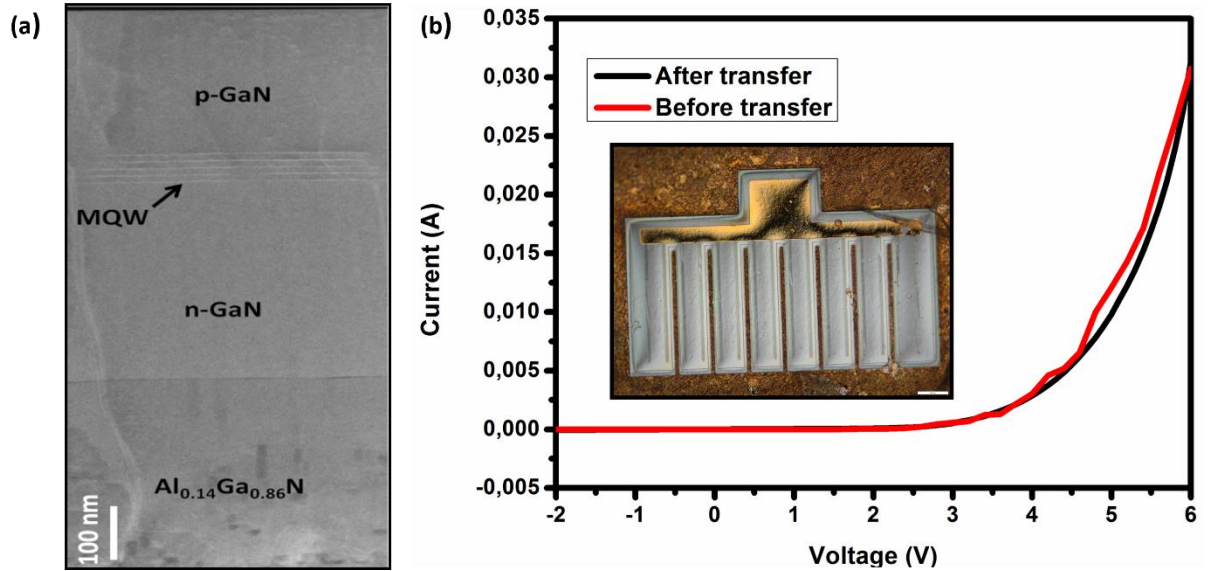 (a)
p-GaN
MQW
n-GaN
Al0.14Ga0.86N
100 nm
(b)
After transfer
Before transfer
Current (A)
0,040
0,035
0,030
0,025
0,020
0,015
0,010
0,005
0,000
-0,005
-2 -1 0 1 2 3 4 5 6
Voltage (V)